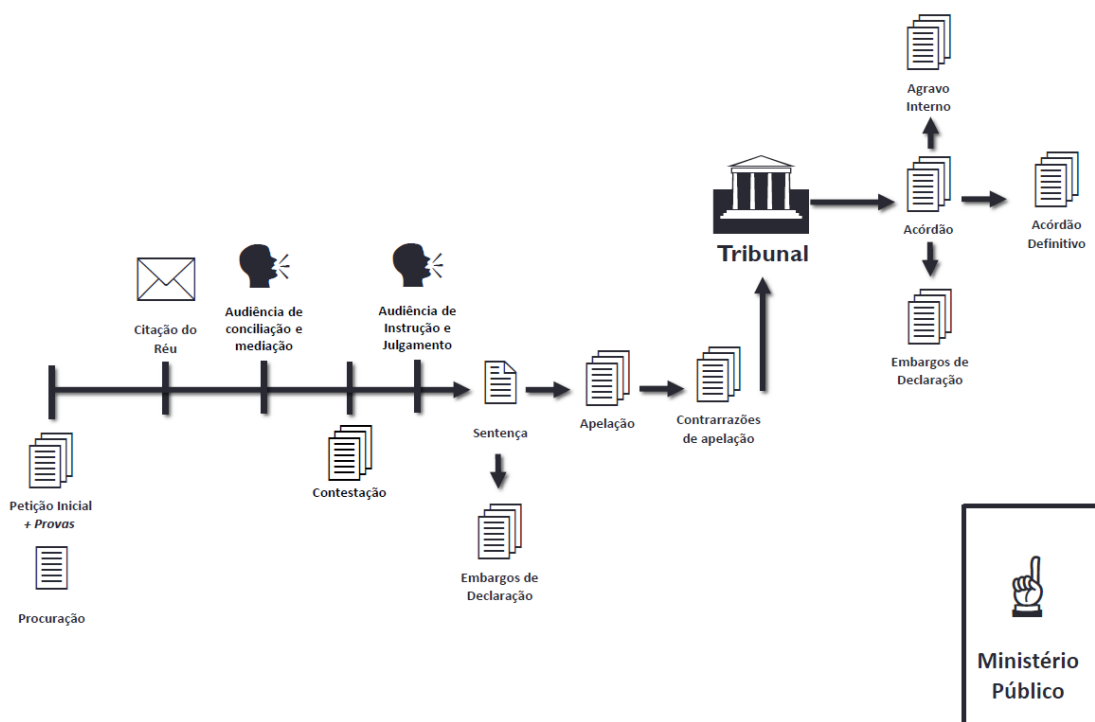 Petição Inicial
+ Provas
Procuração
Citação do
Réu
Audiência de
conciliação e
mediação
Contestação
Audiência de
Instrução e
Julgamento
Sentença
Embargos de
Declaração
Apelação
Contrarrazões
de apelação
Tribunal
Acórdão
Agravo
Interno
Embargos de
Declaração
Acórdão
Definitivo
Ministério
Público